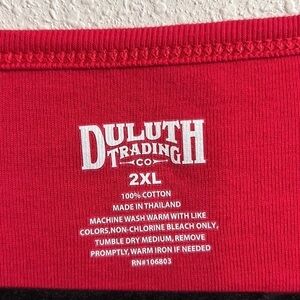 DULUTH
TRADING
CO
2XL
100% COTTON
MADE IN THAILAND
MACHINE WASH WARM WITH LIKE
COLORS,NON-CHLORINE BLEACH ONLY,
TUMBLE DRY MEDIUM, REMOVE
PROMPTLY, WARM IRON IF NEEDED
RN#106803